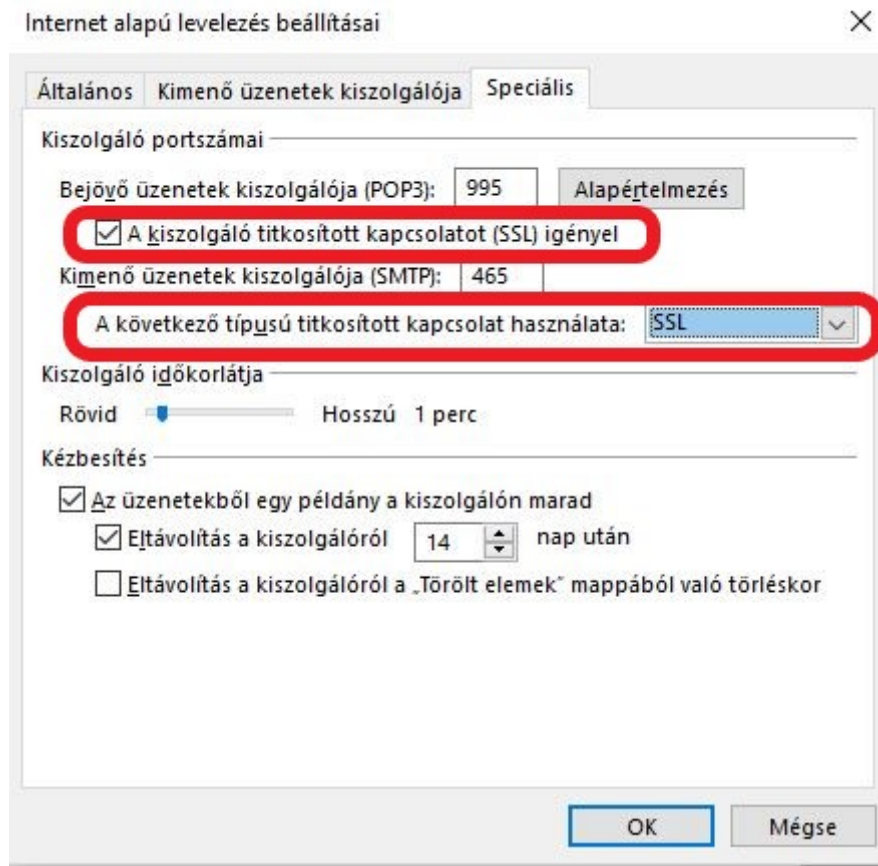 Internet alapú levelezés beállításai
Általános Kimenő üzenetek kiszolgálója Speciális
Kiszolgáló portszámai
Bejövő üzenetek kiszolgálója (POP3): 995 Alapértelmezés
A kiszolgáló titkosított kapcsolatot (SSL) igényel
Kimenő üzenetek kiszolgálója (SMTP): 465
A következő típusú titkosított kapcsolat használata: SSL
Kiszolgáló időkorlátja
Rövid Hosszú 1 perc
Kézbesítés
Az üzenetekből egy példány a kiszolgálón marad
Eltávolítás a kiszolgálóról 14 nap után
Eltávolítás a kiszolgálóról a „Törölt elemek" mappából való törléskor
OK Mégse